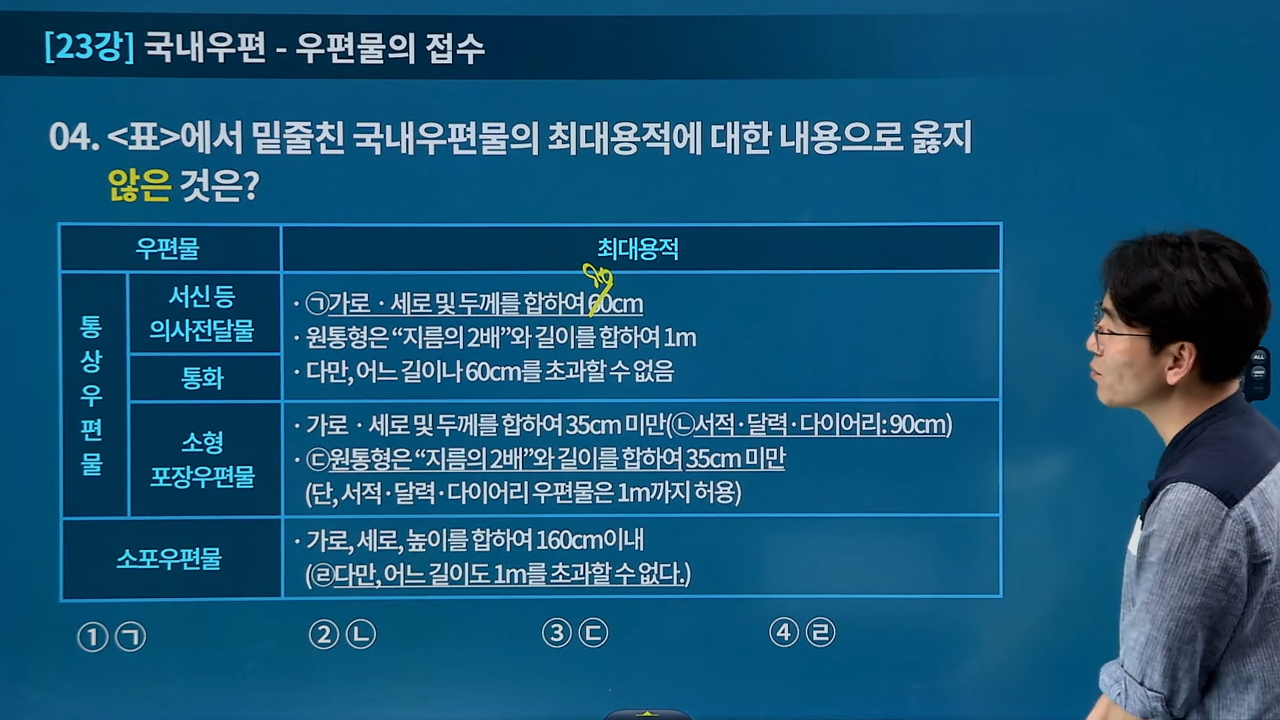 [23강] 국내우편 - 우편물의 접수
04. <표>에서 밑줄친 국내우편물의 최대용적에 대한 내용으로 옳지
않은 것은?
우편물
최대용적
통상우편물
서신 등
의사전달물
통화
90
· ㉠가로 · 세로 및 두께를 합하여 60cm
· 원통형은 “지름의 2배”와 길이를 합하여 1m
· 다만, 어느 길이나 60cm를 초과할 수 없음
소형
포장우편물
· 가로 · 세로 및 두께를 합하여 35cm 미만(㉡서적·달력·다이어리: 90cm)
· ㉢원통형은 “지름의 2배”와 길이를 합하여 35cm 미만
(단, 서적·달력·다이어리 우편물은 1m까지 허용)
소포우편물
· 가로, 세로, 높이를 합하여 160cm이내
(㉣다만, 어느 길이도 1m를 초과할 수 없다.)
① ㉠
② ㉡
③ ㉢
④ ㉣